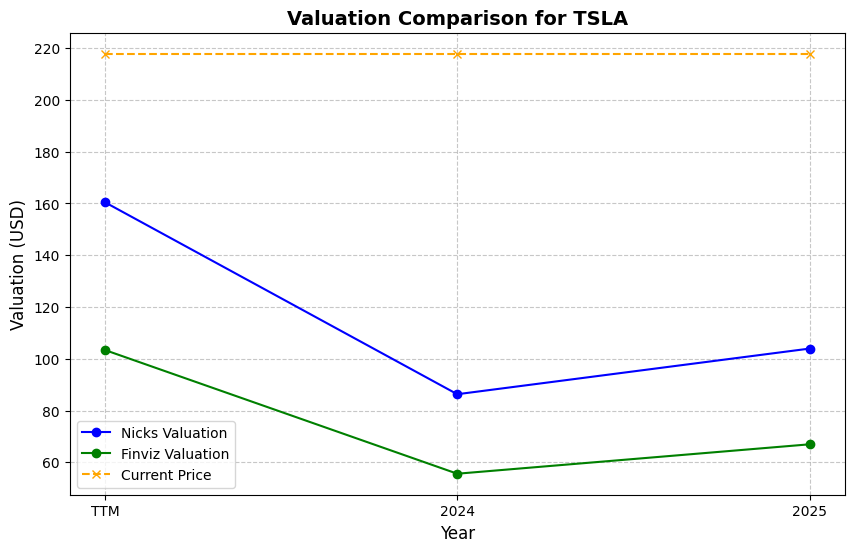 Valuation Comparison for TSLA
Valuation (USD)
220
200
180
160
140
120
100
80
60
Nicks Valuation
Finviz Valuation
Current Price
TTM
2024
2025
Year